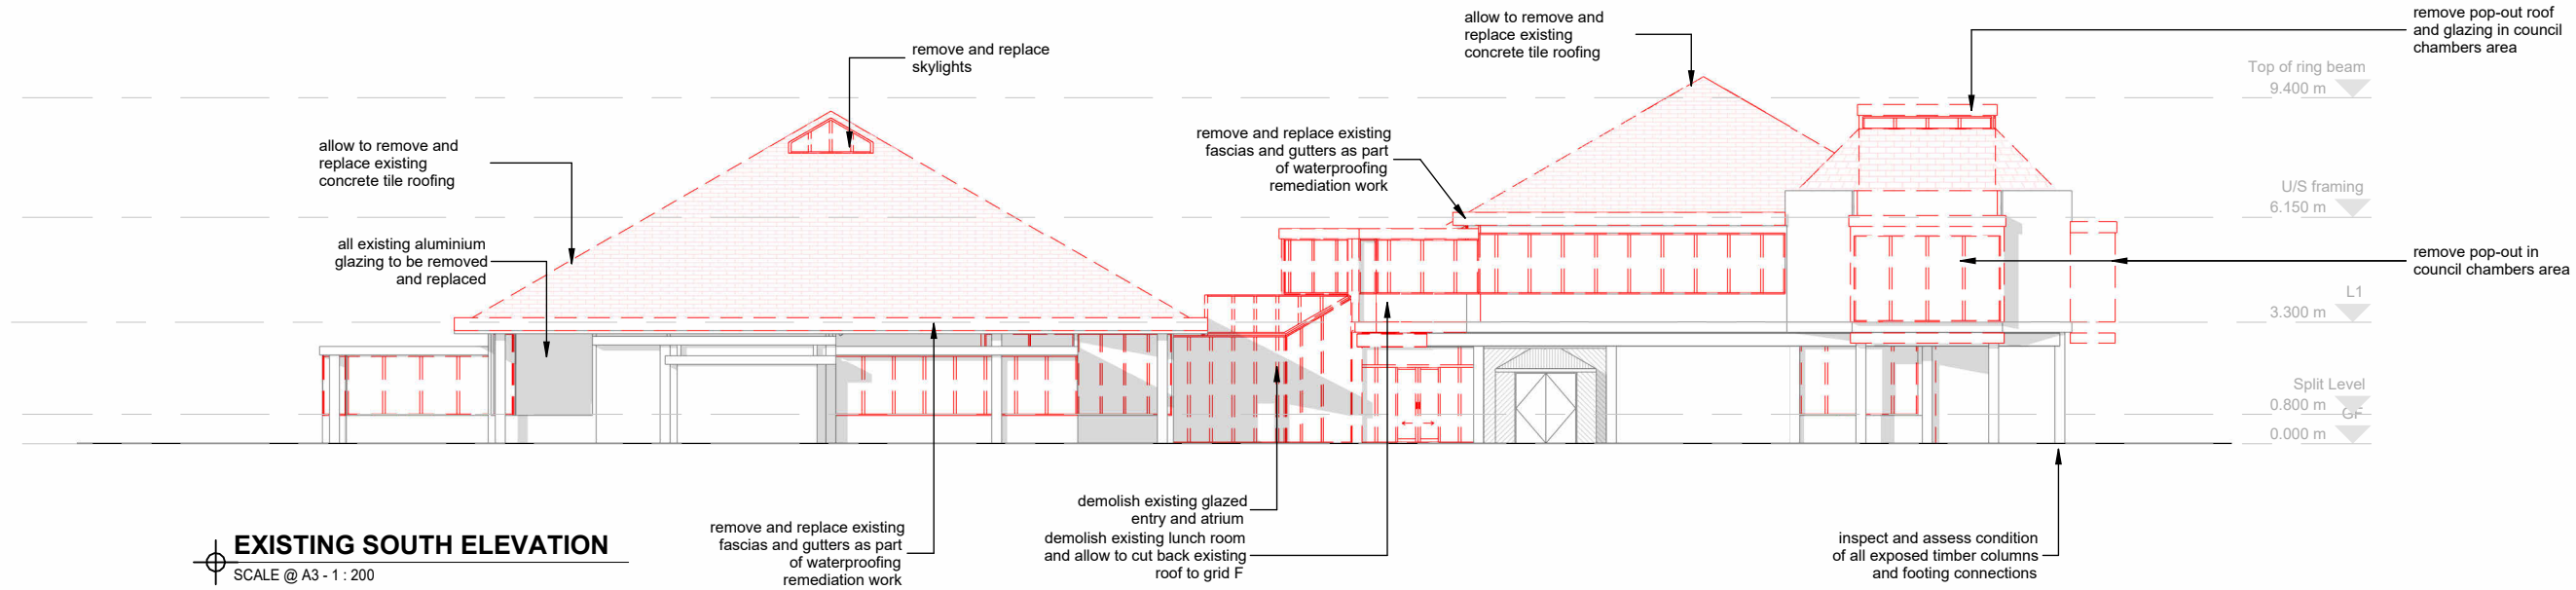 remove and replace
skylights
allow to remove and
replace existing
concrete tile roofing
remove pop-out roof
and glazing in council
chambers area
Top of ring beam
9.400 m
allow to remove and
replace existing
concrete tile roofing
remove and replace existing
fascias and gutters as part
of waterproofing
remediation work
U/S framing
6.150 m
all existing aluminium
glazing to be removed
and replaced
remove pop-out in
council chambers area
L1
3.300 m
Split Level
0.800 m
GF
0.000 m
demolish existing glazed
entry and atrium
remove and replace existing
fascias and gutters as part
of waterproofing
remediation work
demolish existing lunch room
and allow to cut back existing
roof to grid F
inspect and assess condition
of all exposed timber columns
and footing connections
EXISTING SOUTH ELEVATION
SCALE @ A3 - 1 : 200